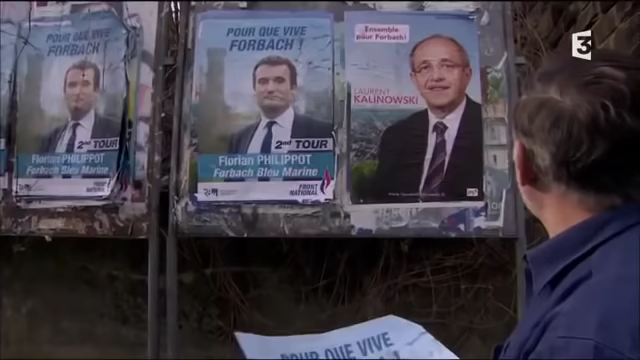 POUR QUE VIVE
FORBACH !
2nd TOUR
Florian PHILIPPOT
Forbach Bleu Marine
POUR QUE VIVE
FORBACH !
2nd TOUR
Florian PHILIPPOT
Forbach Bleu Marine
FRONT
NATIONAL
Ensemble
pour Forbach!
LAURENT
KALINOWSKI
3
POUR QUE VIVE